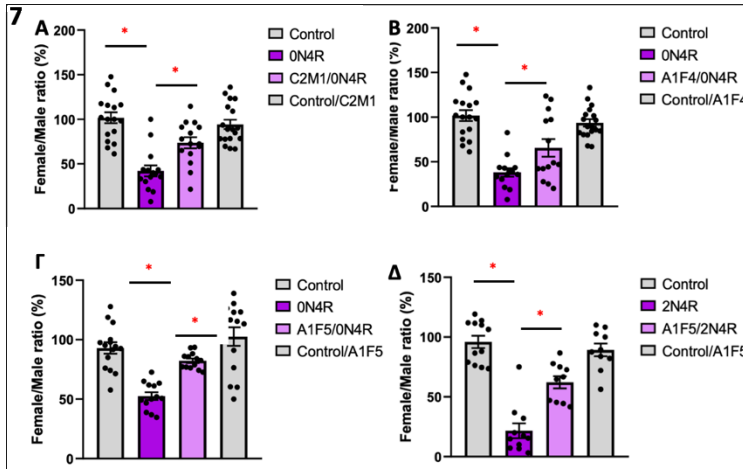 7
A
Female/Male ratio (%)
200
150
100
50
0
*
*
Control
0N4R
C2M1/0N4R
Control/C2M1
B
Female/Male ratio (%)
200
150
100
50
0
*
*
Control
0N4R
A1F4/0N4R
Control/A1F4
Γ
Female/Male ratio (%)
150
100
50
0
*
*
Control
0N4R
A1F5/0N4R
Control/A1F5
Δ
Female/Male ratio (%)
150
100
50
0
*
*
Control
2N4R
A1F5/2N4R
Control/A1F5